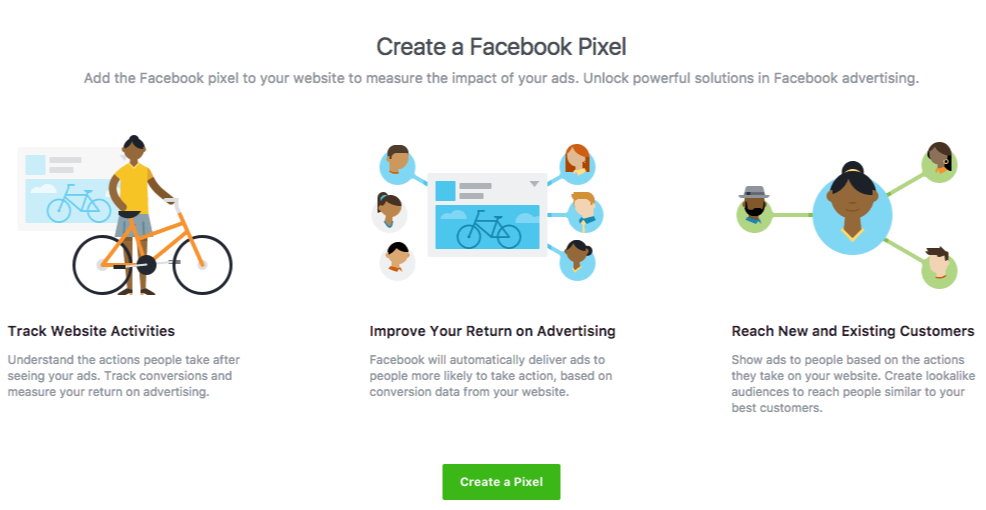 Create a Facebook Pixel
Add the Facebook pixel to your website to measure the impact of your ads. Unlock powerful solutions in Facebook advertising.
Track Website Activities
Understand the actions people take after
seeing your ads. Track conversions and
measure your return on advertising.
Improve Your Return on Advertising
Facebook will automatically deliver ads to
people more likely to take action, based on
conversion data from your website.
Reach New and Existing Customers
Show ads to people based on the actions
they take on your website. Create lookalike
audiences to reach people similar to your
best customers.
Create a Pixel